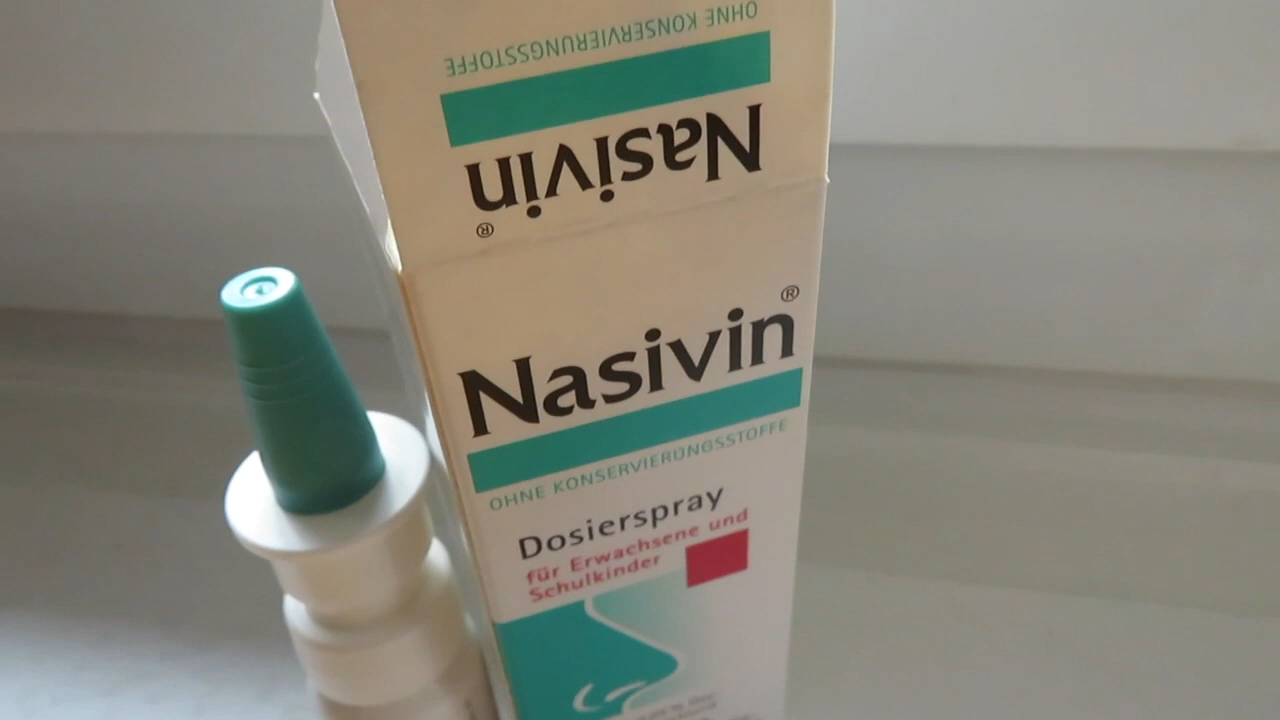 OHNE KONSERVIERUNGSSTOFFE
Nasivin
®
Nasivin®
OHNE KONSERVIERUNGSSTOFFE
Dosierspray
für Erwachsene und
Schulkinder